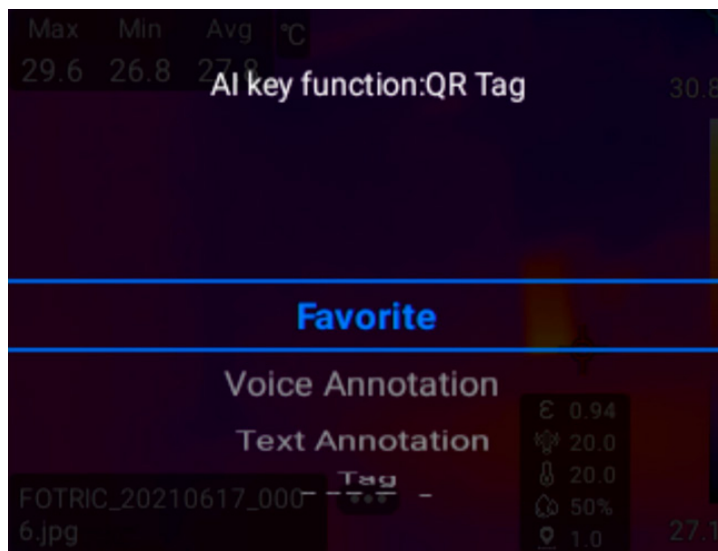 Max Min Avg °C
29.6 26.8 27.8
AI key function:QR Tag
30.8
Favorite
Voice Annotation
Text Annotation
Tag
ε 0.94
20.0
20.0
50%
1.0
FOTRIC_20210617_000
6.jpg
27.1